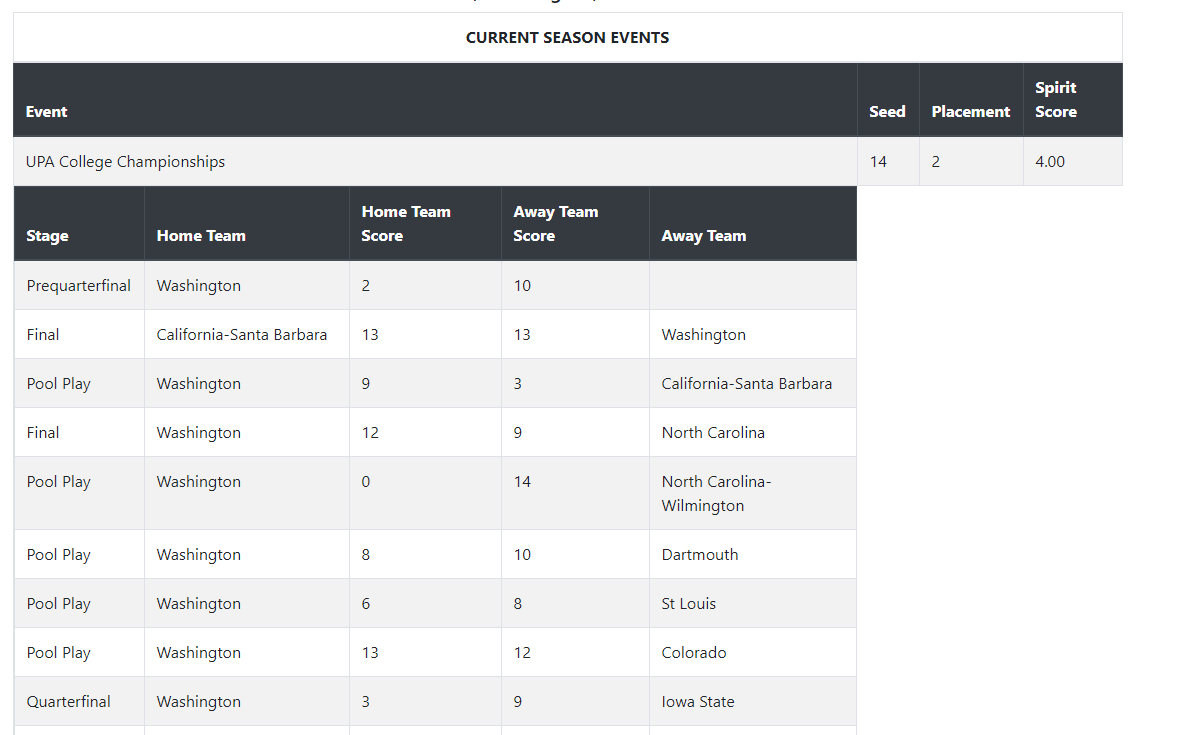 CURRENT SEASON EVENTS
Event Seed Placement Spirit Score
UPA College Championships 14 2 4.00
Stage Home Team Home Team Score Away Team Score Away Team
Prequarterfinal Washington 2 10
Final California-Santa Barbara 13 13 Washington
Pool Play Washington 9 3 California-Santa Barbara
Final Washington 12 9 North Carolina
Pool Play Washington 0 14 North Carolina-Wilmington
Pool Play Washington 8 10 Dartmouth
Pool Play Washington 6 8 St Louis
Pool Play Washington 13 12 Colorado
Quarterfinal Washington 3 9 Iowa State